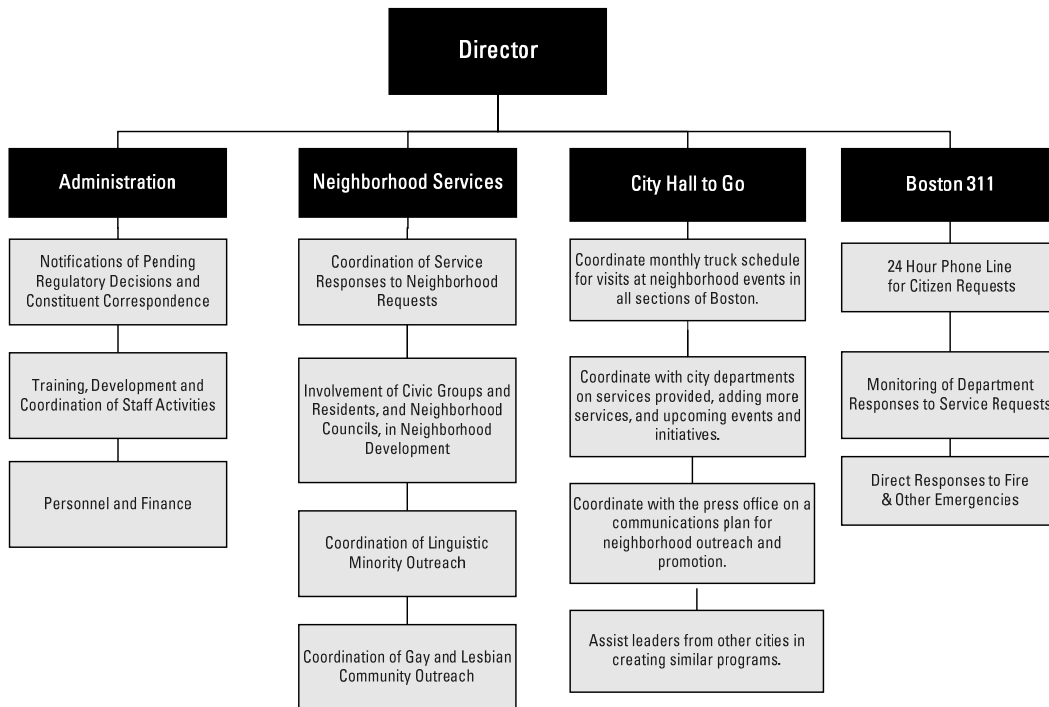 Director
Administration
Notifications of Pending
Regulatory Decisions and
Constituent Correspondence
Training, Development and
Coordination of Staff Activities
Personnel and Finance
Neighborhood Services
Coordination of Service
Responses to Neighborhood
Requests
Involvement of Civic Groups and
Residents, and Neighborhood
Councils, in Neighborhood
Development
Coordination of Linguistic
Minority Outreach
Coordination of Gay and Lesbian
Community Outreach
City Hall to Go
Coordinate monthly truck schedule
for visits at neighborhood events in
all sections of Boston.
Coordinate with city departments
on services provided, adding more
services, and upcoming events and
initiatives.
Coordinate with the press office on a
communications plan for
neighborhood outreach and
promotion.
Assist leaders from other cities in
creating similar programs.
Boston 311
24 Hour Phone Line
for Citizen Requests
Monitoring of Department
Responses to Service Requests
Direct Responses to Fire
& Other Emergencies